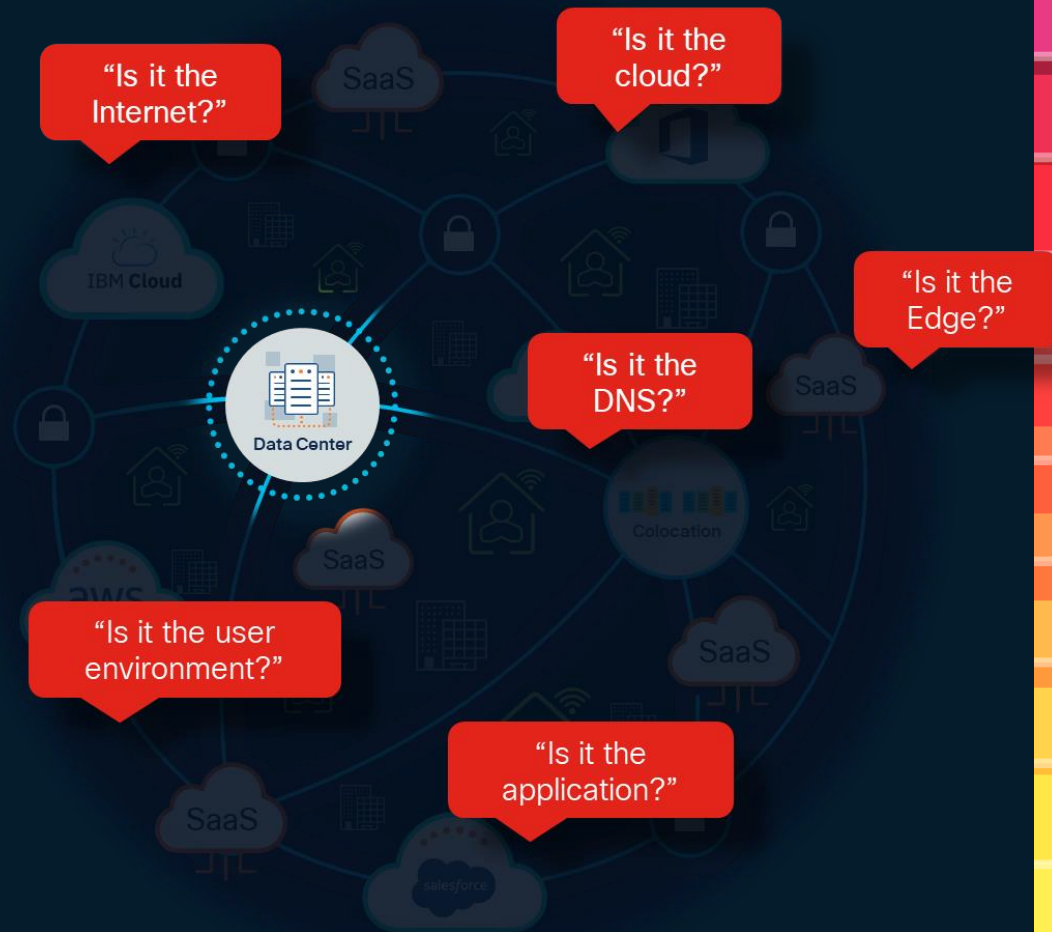 “Is it the
cloud?”
“Is it the
Internet?”
SaaS
IBM Cloud
“Is it the
Edge?”
“Is it the
DNS?”
SaaS
Data Center
Colocation
SaaS
aws
“Is it the user
environment?”
SaaS
“Is it the
application?”
SaaS
salesforce